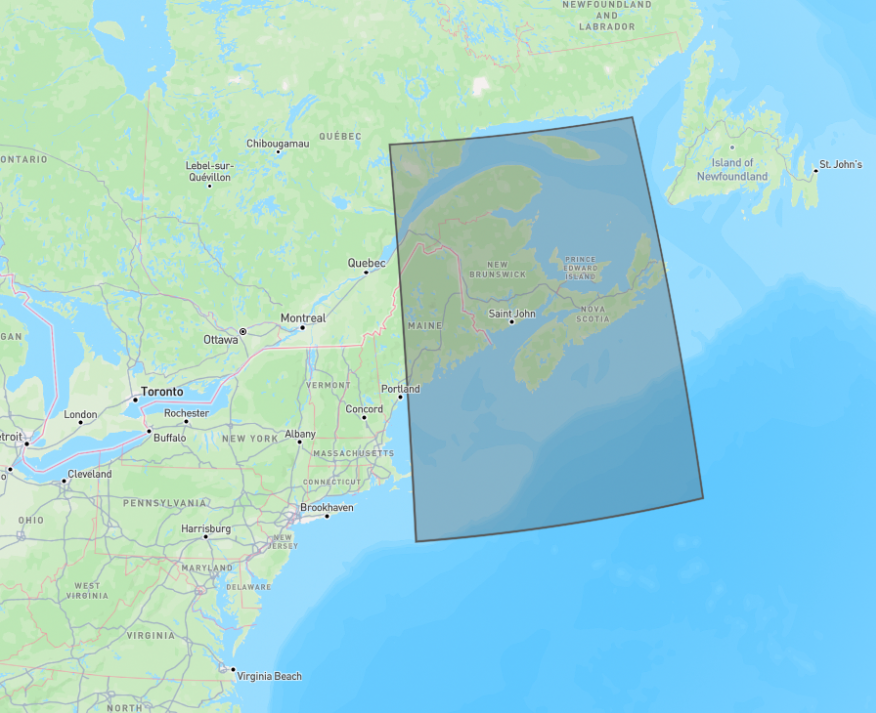 NEWFOUNDLAND
AND
LABRADOR
QUÉBEC
Chibougamau
ONTARIO
Lebel-sur-
Quévillon
Island of
Newfoundland
St. John's
Quebec
NEW
BRUNSWICK
PRINCE
EDWARD
ISLAND
Montreal
Saint John
NOVA
SCOTIA
MAINE
GAN
Ottawa
Toronto
VERMONT
Portland
London
Rochester
Concord
etroit
Buffalo
NEW YORK
Albany
MASSACHUSETTS
o
Cleveland
CONNECTICUT
PENNSYLVANIA
Brookhaven
OHIO
Harrisburg
NEW
JERSEY
MARYLAND
WEST
VIRGINIA
DELAWARE
VIRGINIA
Virginia Beach
NORTH